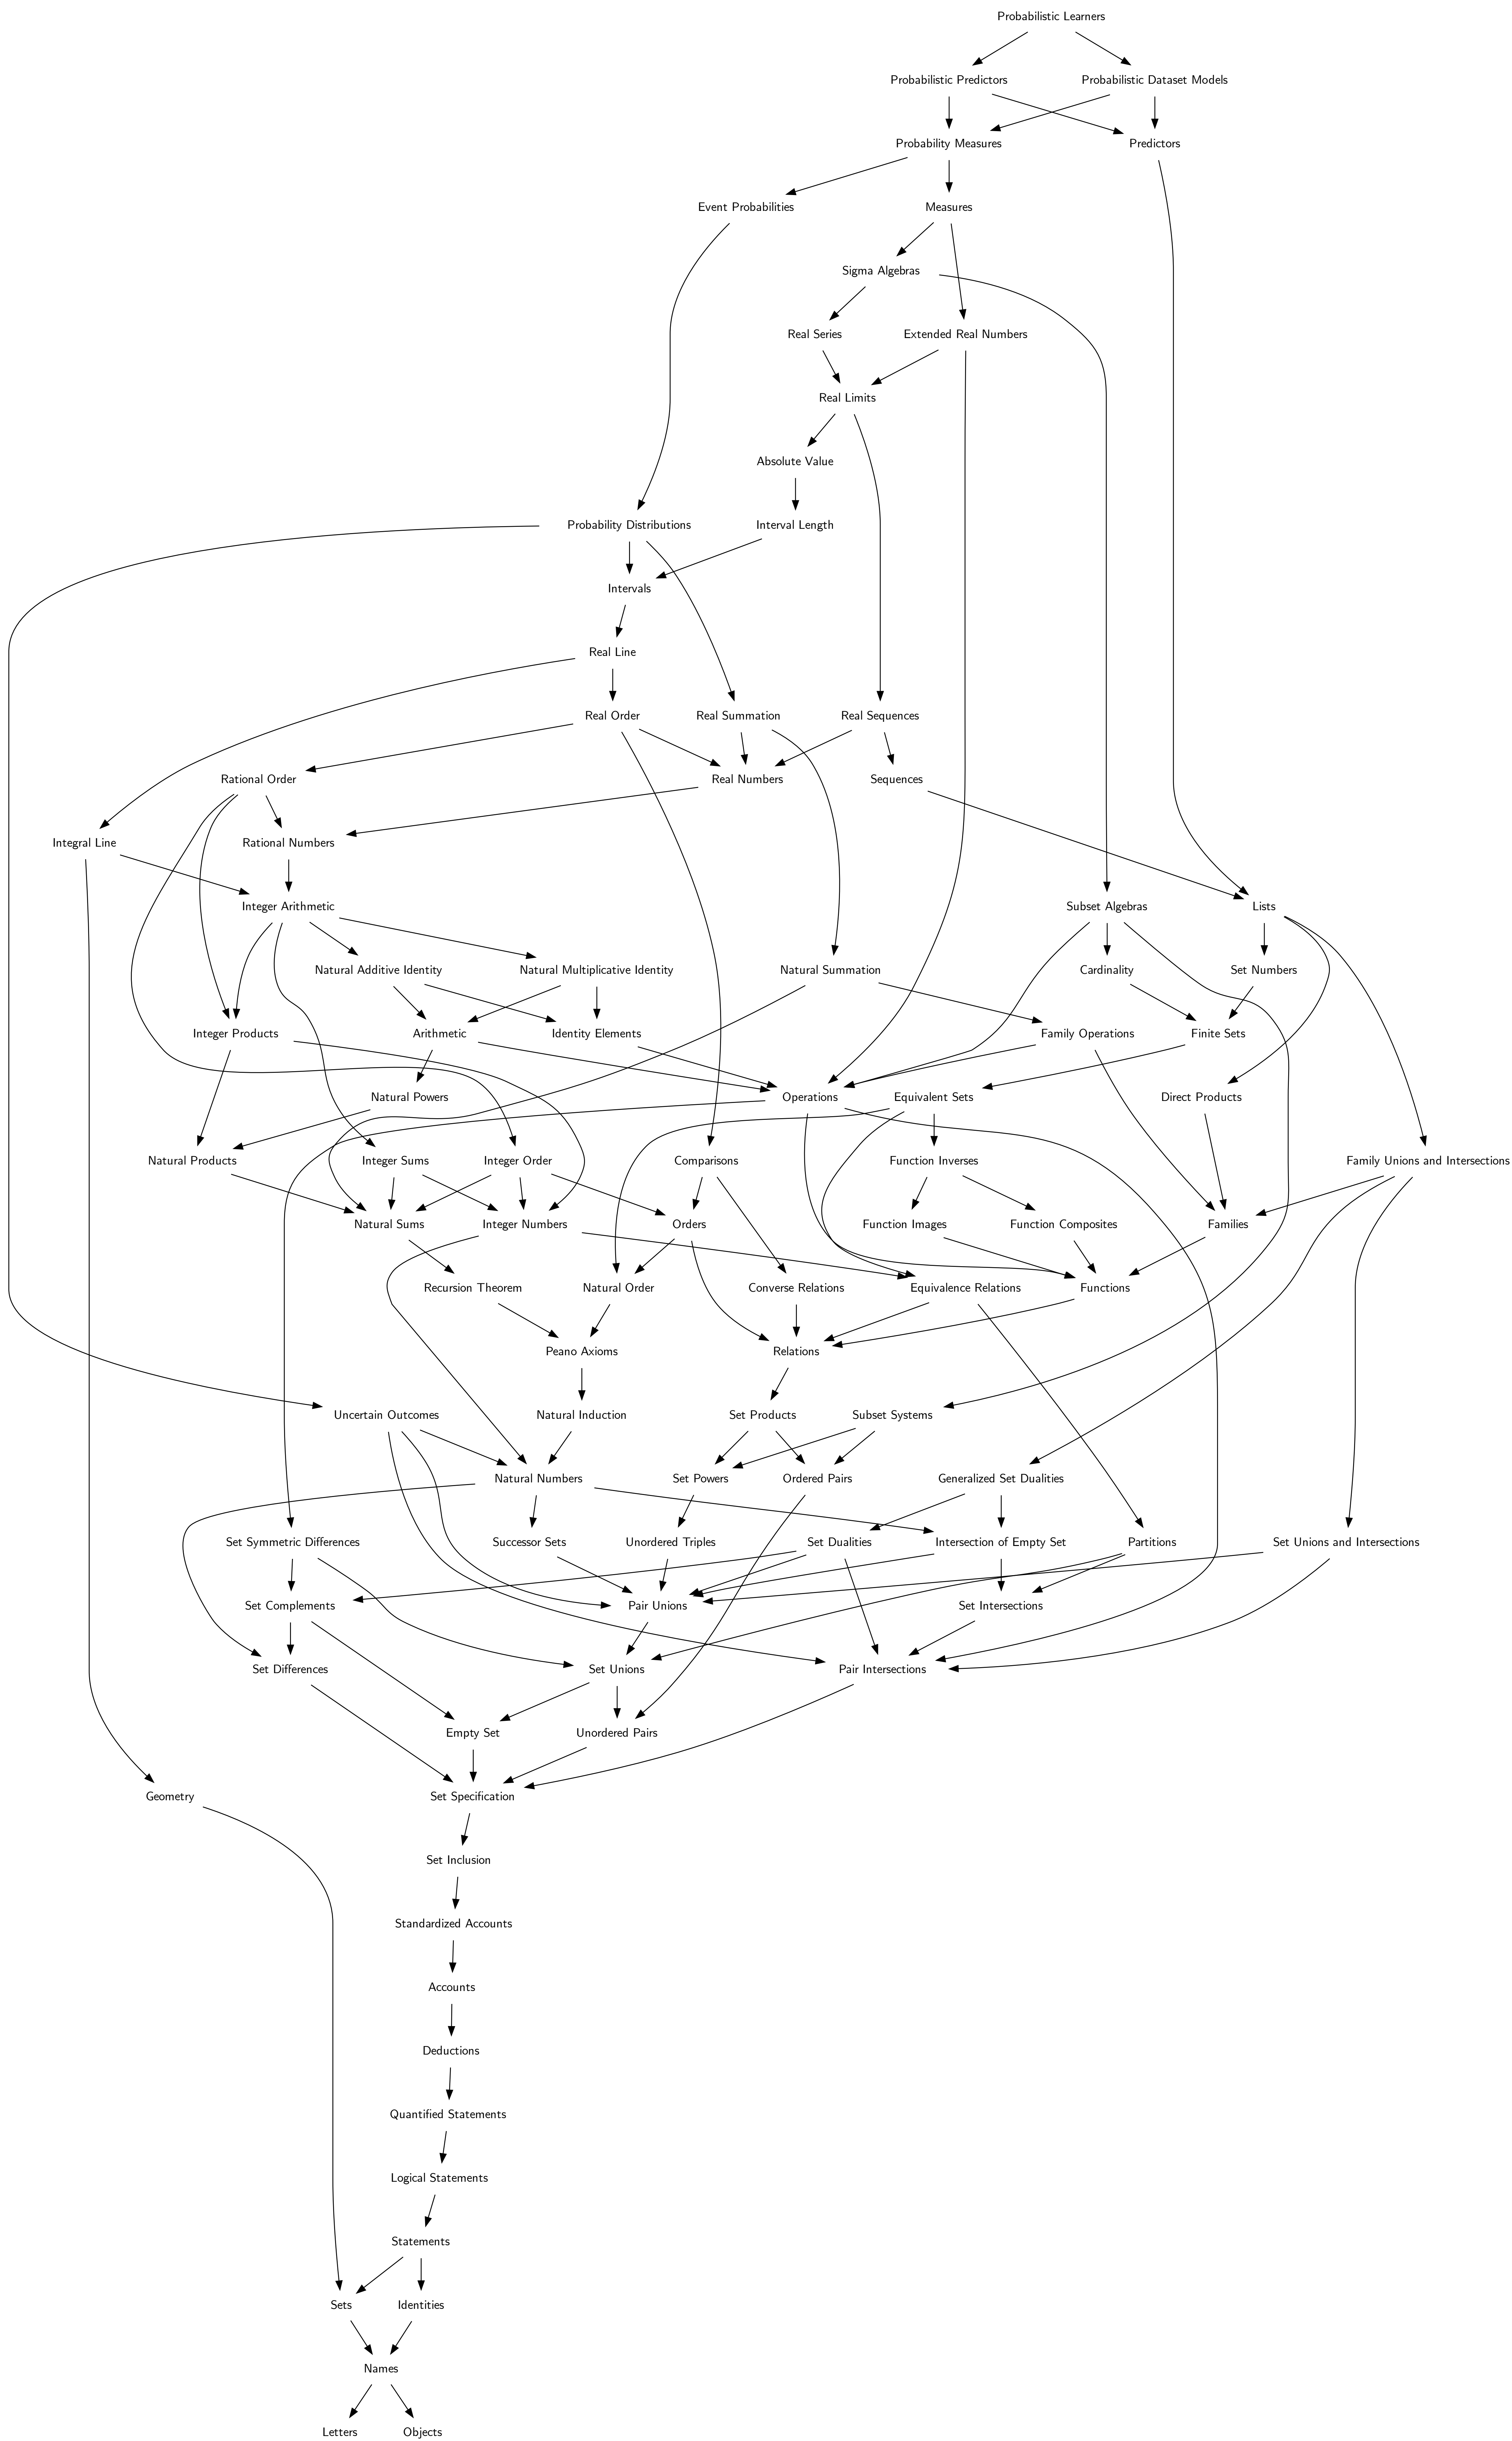 Probabilistic Learners
Probabilistic Predictors
Probabilistic Dataset Models
Probability Measures
Predictors
Event Probabilities
Measures
Sigma Algebras
Real Series
Extended Real Numbers
Real Limits
Absolute Value
Probability Distributions
Interval Length
Intervals
Real Line
Real Order
Real Summation
Real Sequences
Rational Order
Real Numbers
Sequences
Integral Line
Rational Numbers
Integer Arithmetic
Subset Algebras
Lists
Natural Additive Identity
Natural Multiplicative Identity
Natural Summation
Cardinality
Set Numbers
Integer Products
Arithmetic
Identity Elements
Family Operations
Finite Sets
Natural Powers
Operations
Equivalent Sets
Direct Products
Natural Products
Integer Sums
Integer Order
Comparisons
Function Inverses
Family Unions and Intersections
Natural Sums
Integer Numbers
Orders
Function Images
Function Composites
Families
Recursion Theorem
Natural Order
Converse Relations
Equivalence Relations
Functions
Peano Axioms
Relations
Uncertain Outcomes
Natural Induction
Set Products
Subset Systems
Natural Numbers
Set Powers
Ordered Pairs
Generalized Set Dualities
Set Symmetric Differences
Successor Sets
Unordered Triples
Set Dualities
Intersection of Empty Set
Partitions
Set Unions and Intersections
Set Complements
Pair Unions
Set Intersections
Set Differences
Set Unions
Pair Intersections
Empty Set
Unordered Pairs
Geometry
Set Specification
Set Inclusion
Standardized Accounts
Accounts
Deductions
Quantified Statements
Logical Statements
Statements
Sets
Identities
Names
Letters
Objects